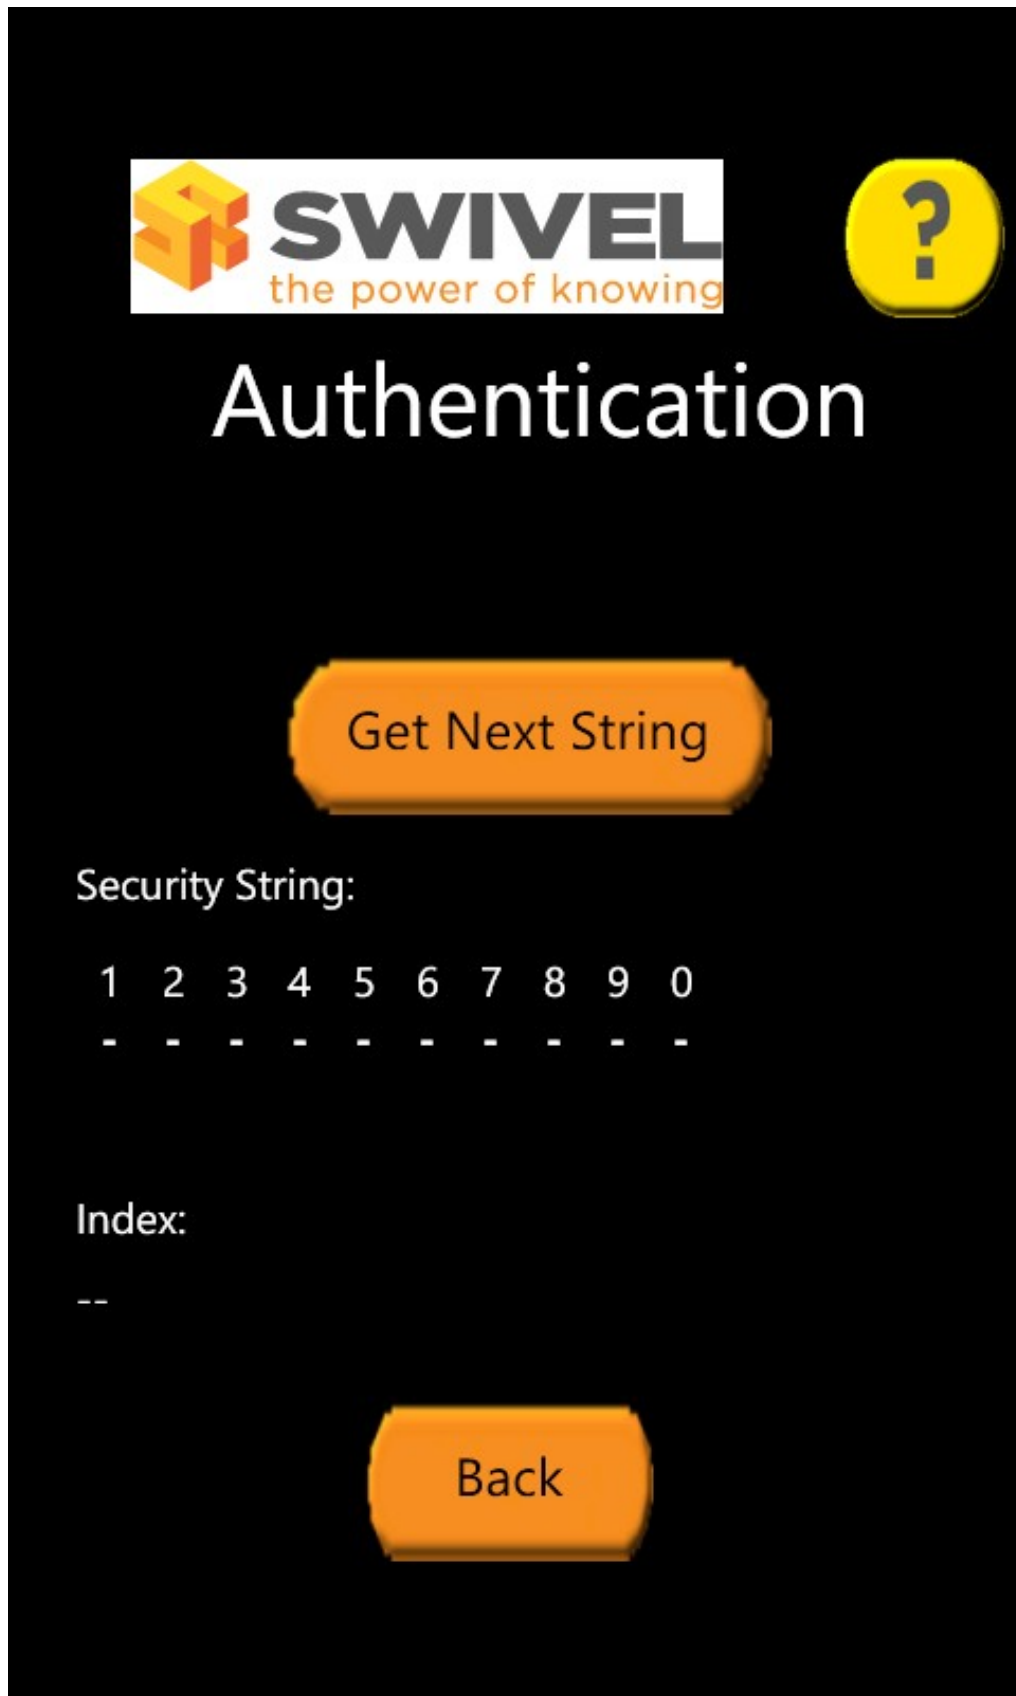 SWIVEL
the power of knowing
?
Authentication
Get Next String
Security String:
1 2 3 4 5 6 7 8 9 0
- - - - - - - - - -
Index:
--
Back